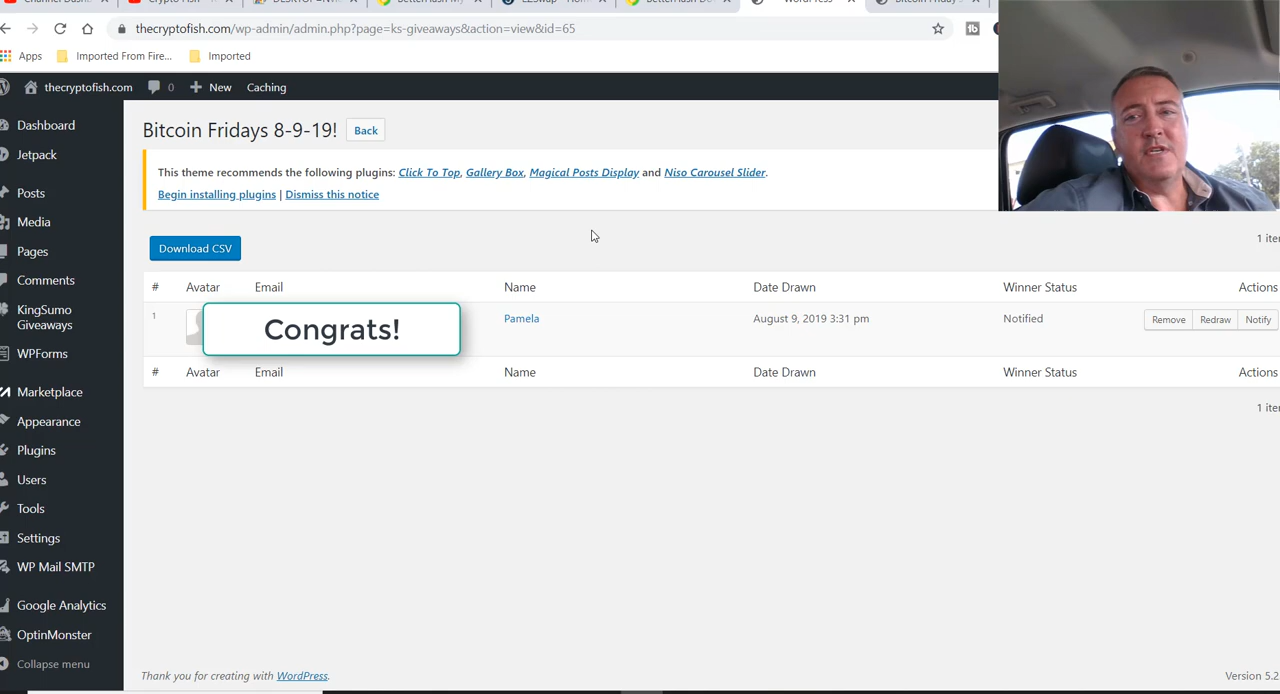 BetterHash
WordPress
thecryptofish.com/wp-admin/admin.php?page=ks-giveaways&action=view&id=65
Apps Imported From Fire... Imported
thecryptofish.com 0 New Caching
Dashboard
Jetpack
Posts
Media
Pages
Comments
KingSumo
Giveaways
WPForms
Marketplace
Appearance
Plugins
Users
Tools
Settings
WP Mail SMTP
Google Analytics
OptinMonster
Collapse menu
Bitcoin Fridays 8-9-19! Back
This theme recommends the following plugins: Click To Top, Gallery Box, Magical Posts Display and Niso Carousel Slider.
Begin installing plugins | Dismiss this notice
Download CSV
1 ite
# Avatar Email Name Date Drawn Winner Status Actions
1 Pamela August 9, 2019 3:31 pm Notified Remove Redraw Notify
Congrats!
# Avatar Email Name Date Drawn Winner Status Actions
1 ite
Thank you for creating with WordPress.
Version 5.2